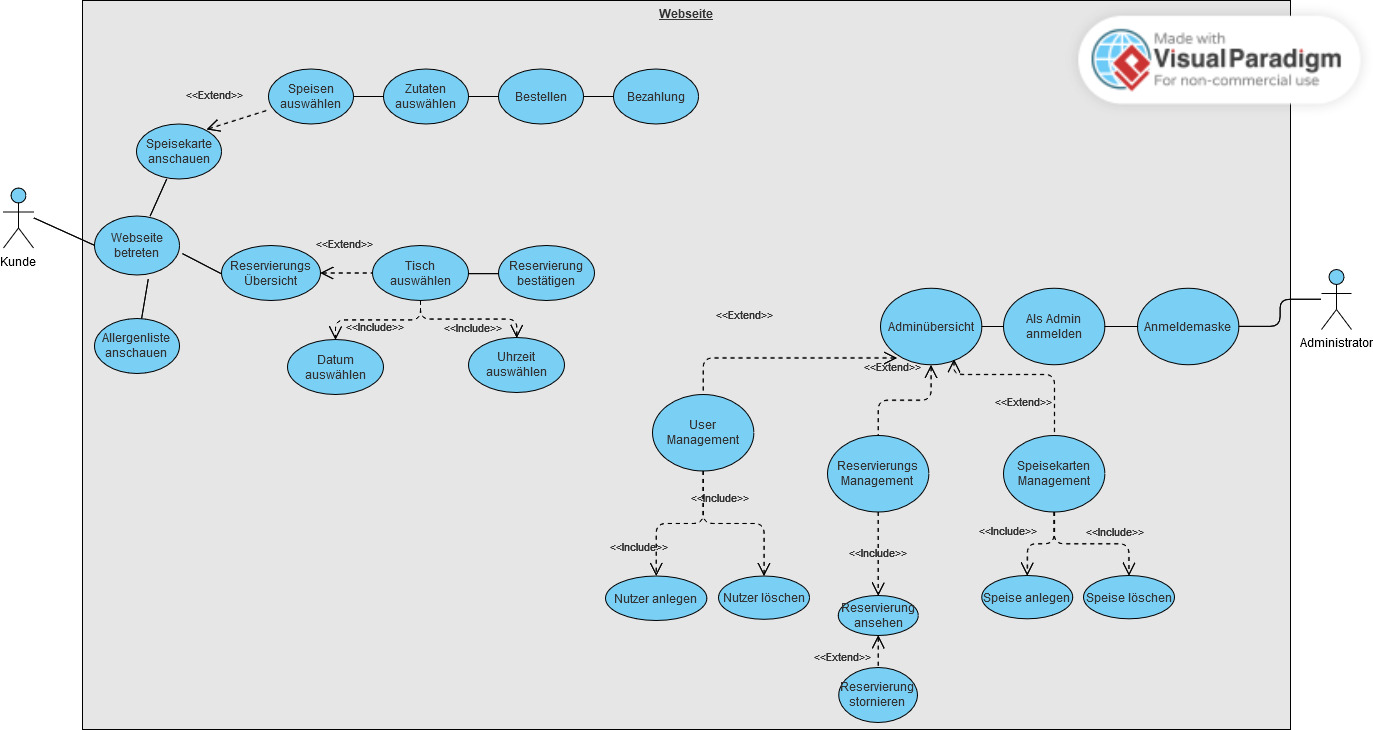 Webseite
Made with
Visual Paradigm
For non-commercial use
<<Extend>>
Speisen
auswählen
Zutaten
auswählen
Bestellen
Bezahlung
Speisekarte
anschauen
Kunde
Webseite
betreten
<<Extend>>
Reservierungs
Übersicht
Tisch
auswählen
Reservierung
bestätigen
<<Include>>
<<Include>>
Allergenliste
anschauen
Datum
auswählen
Uhrzeit
auswählen
<<Extend>>
Adminübersicht
Als Admin
anmelden
Anmeldemaske
Administrator
<<Extend>>
<<Extend>>
User
Management
Reservierungs
Management
Speisekarten
Management
<<Include>>
<<Include>>
<<Include>>
<<Include>>
<<Include>>
Nutzer anlegen
Nutzer löschen
Reservierung
ansehen
Speise anlegen
Speise löschen
<<Extend>>
Reservierung
stornieren